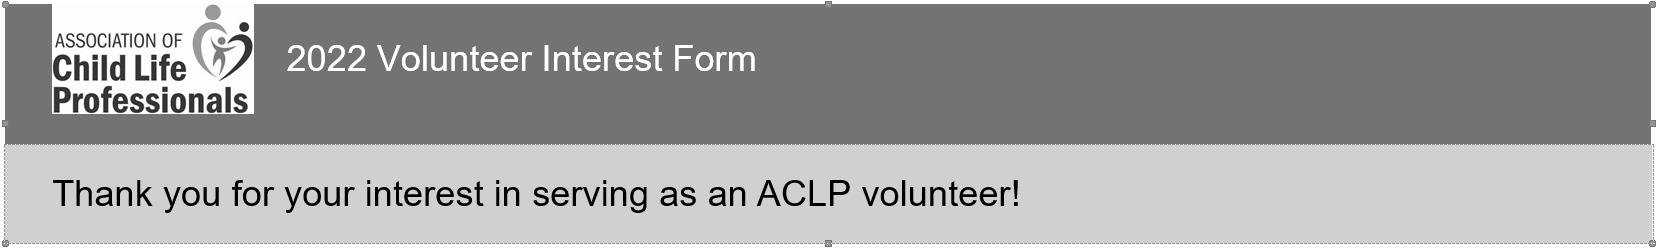 ASSOCIATION OF
Child Life
Professionals
2022 Volunteer Interest Form
Thank you for your interest in serving as an ACLP volunteer!